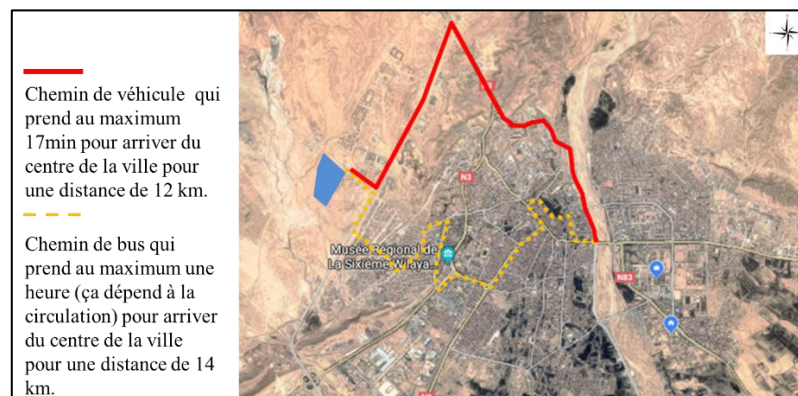 Chemin de véhicule qui
prend au maximum
17min pour arriver du
centre de la ville pour
une distance de 12 km.
Chemin de bus qui
prend au maximum une
heure (ça dépend à la
circulation) pour arriver
du centre de la ville
pour une distance de 14
km.
N3
Musée Régional de
La Sixième Wilaya...
N83